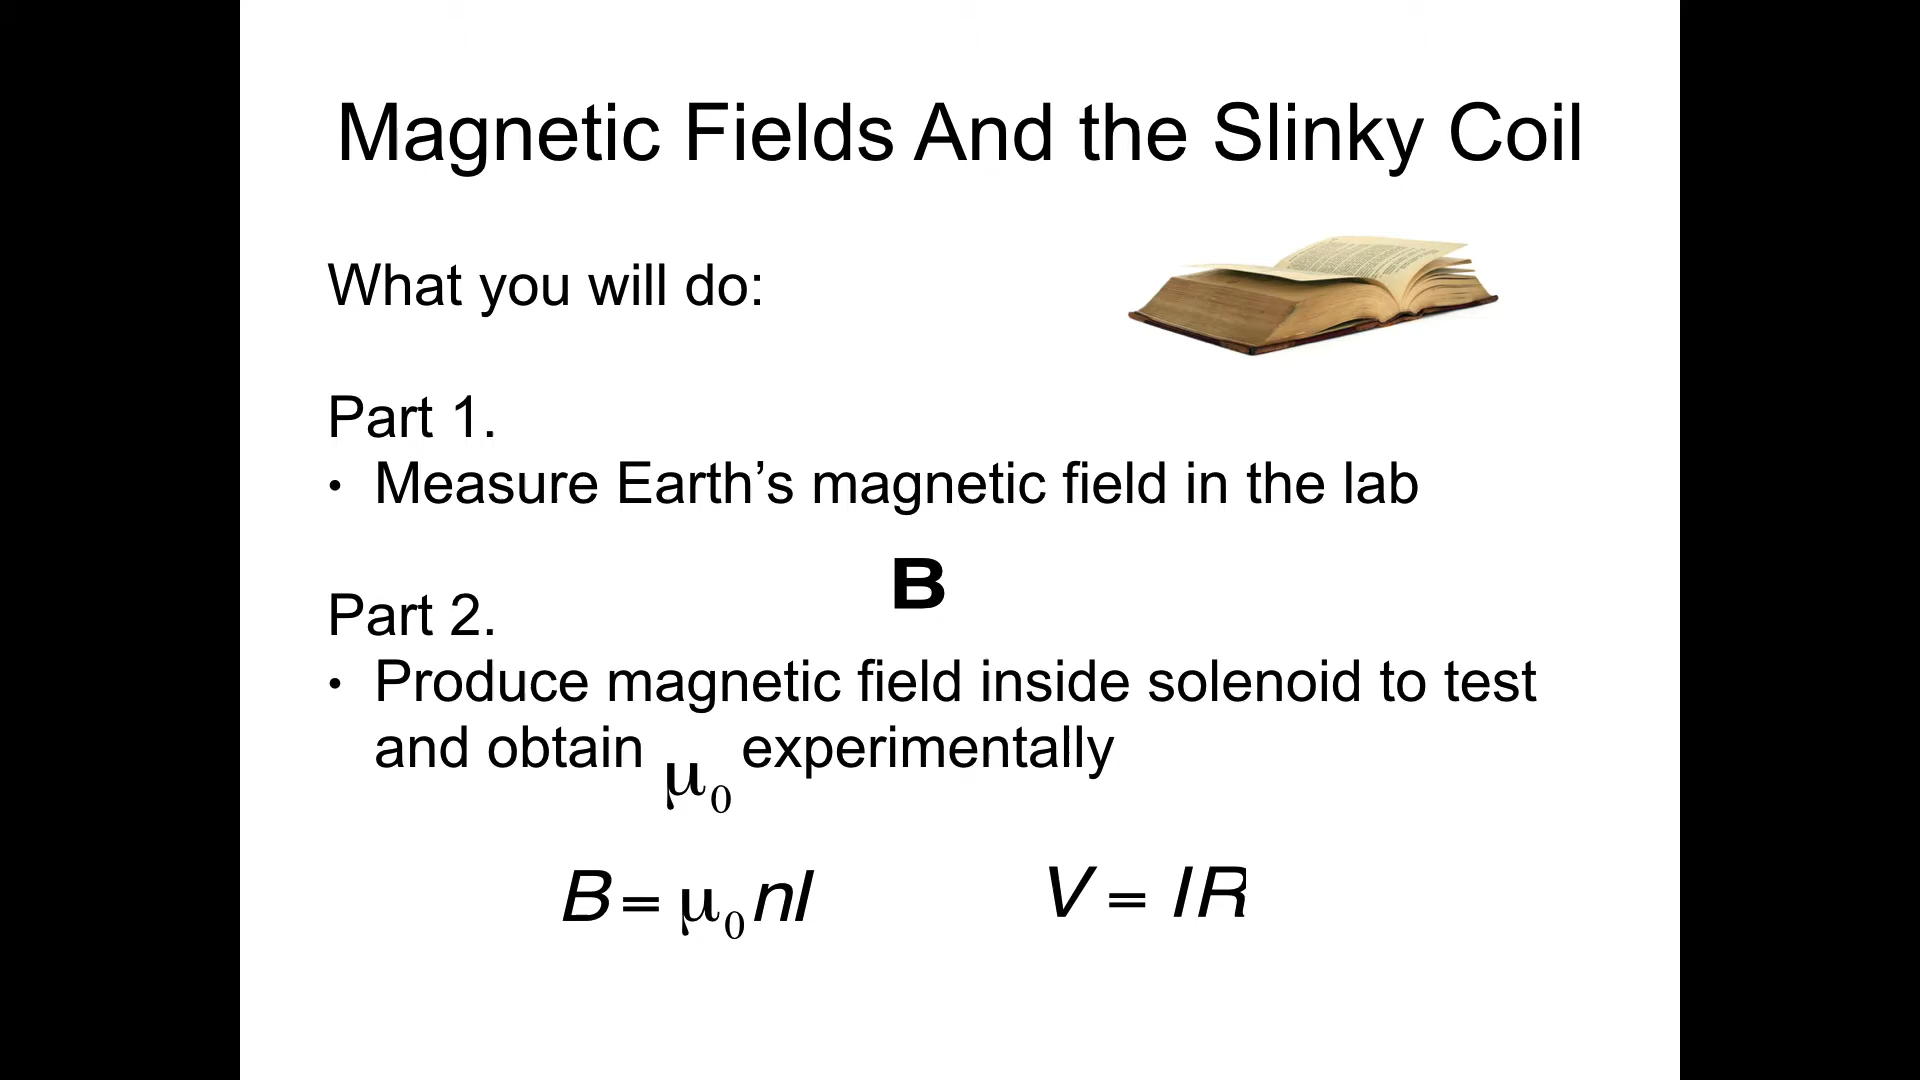 Magnetic Fields And the Slinky Coil
What you will do:
Part 1.
• Measure Earth’s magnetic field in the lab
B
Part 2.
• Produce magnetic field inside solenoid to test
and obtain μ₀ experimentally
B = μ₀nI
V = IR